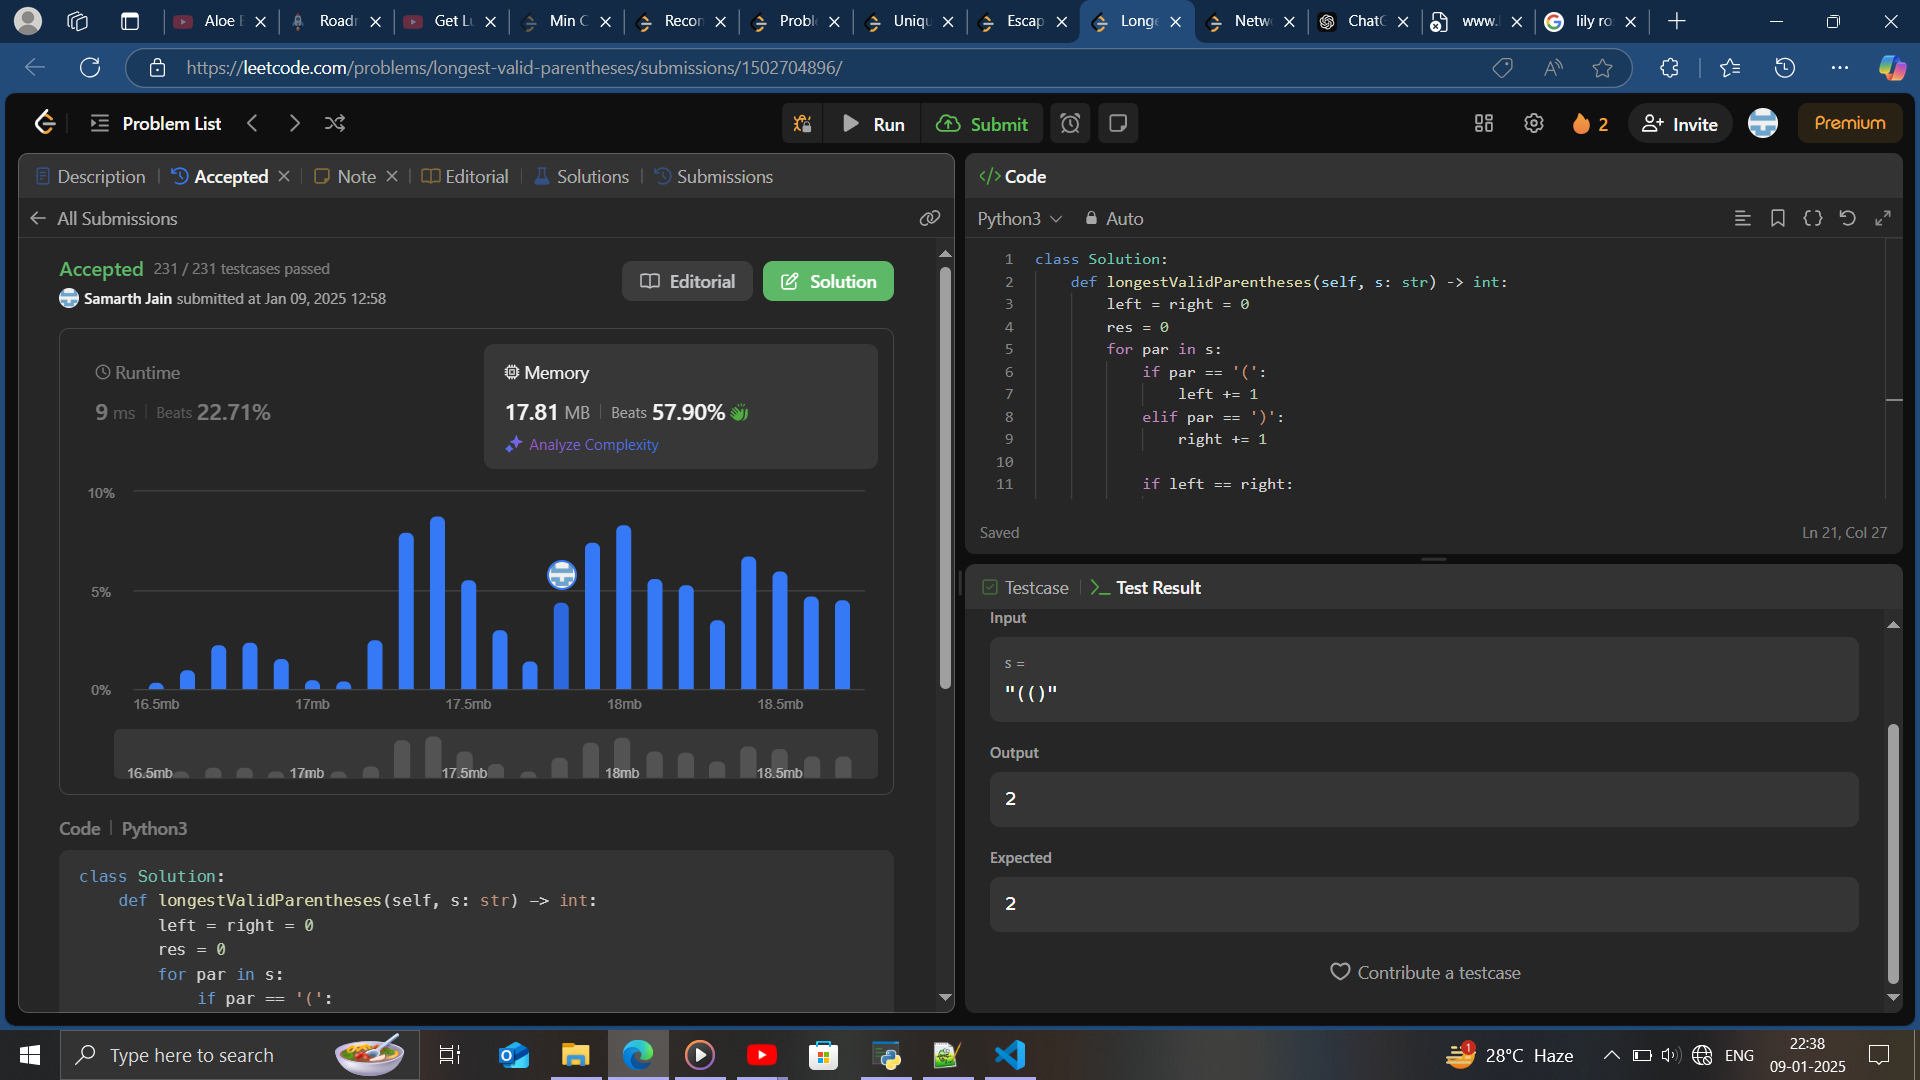 Aloe E
Roadr
Get Lu
Min C
Recon
Proble
Uniqu
Escap
Longe
Netwo
ChatG
www.l
lily ro
https://leetcode.com/problems/longest-valid-parentheses/submissions/1502704896/
Problem List
Run
Submit
2
Invite
Premium
Description
Accepted
Note
Editorial
Solutions
Submissions
All Submissions
Accepted 231 / 231 testcases passed
Samarth Jain submitted at Jan 09, 2025 12:58
Editorial
Solution
Runtime
9 ms | Beats 22.71%
Memory
17.81 MB | Beats 57.90%
Analyze Complexity
10%
5%
0%
16.5mb 17mb 17.5mb 18mb 18.5mb
16.5mb 17mb 17.5mb 18mb 18.5mb
Code | Python3
class Solution:
def longestValidParentheses(self, s: str) -> int:
left = right = 0
res = 0
for par in s:
if par == '(':
</> Code
Python3
Auto
1 class Solution:
2 def longestValidParentheses(self, s: str) -> int:
3 left = right = 0
4 res = 0
5 for par in s:
6 if par == '(':
7 left += 1
8 elif par == ')':
9 right += 1
10
11 if left == right:
Saved
Ln 21, Col 27
Testcase
Test Result
Input
s =
"(()"
Output
2
Expected
2
Contribute a testcase
Type here to search
1
28°C Haze
ENG
22:38
09-01-2025